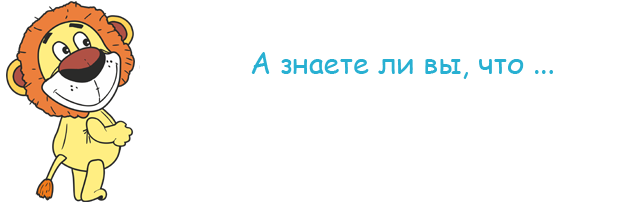 А знаете ли вы, что ...